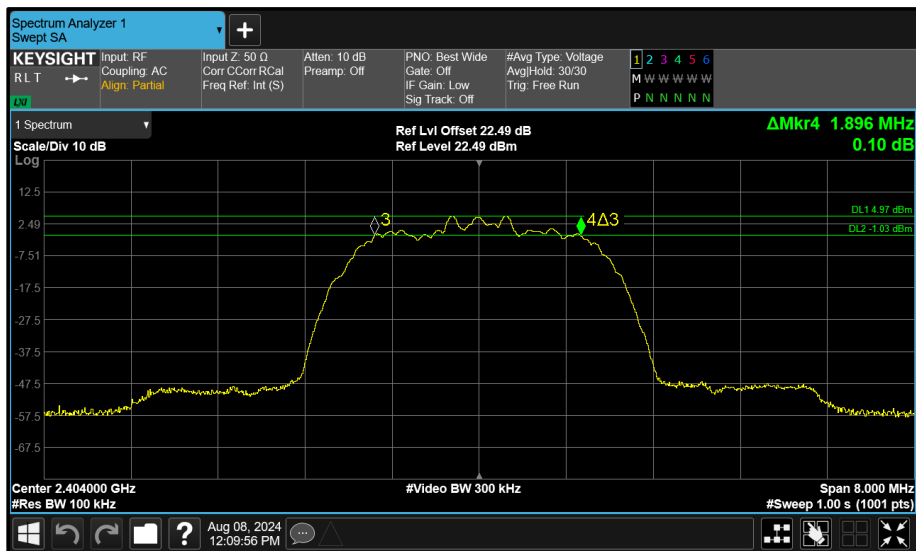 Spectrum Analyzer 1
Swept SA
+
KEYSIGHT
R L T
LXI
Input: RF
Coupling: AC
Align: Partial
Input Z: 50 Ω
Corr CCorr RCal
Freq Ref: Int (S)
Atten: 10 dB
Preamp: Off
PNO: Best Wide
Gate: Off
IF Gain: Low
Sig Track: Off
#Avg Type: Voltage
Avg|Hold: 30/30
Trig: Free Run
1 2 3 4 5 6
M W W W W W
P N N N N N
1 Spectrum
Scale/Div 10 dB
Ref Lvl Offset 22.49 dB
Ref Level 22.49 dBm
ΔMkr4 1.896 MHz
0.10 dB
Log
12.5
2.49
-7.51
-17.5
-27.5
-37.5
-47.5
-57.5
-67.5
3
4Δ3
DL1 4.97 dBm
DL2 -1.03 dBm
Center 2.404000 GHz
#Res BW 100 kHz
#Video BW 300 kHz
Span 8.000 MHz
#Sweep 1.00 s (1001 pts)
?
Aug 08, 2024
12:09:56 PM